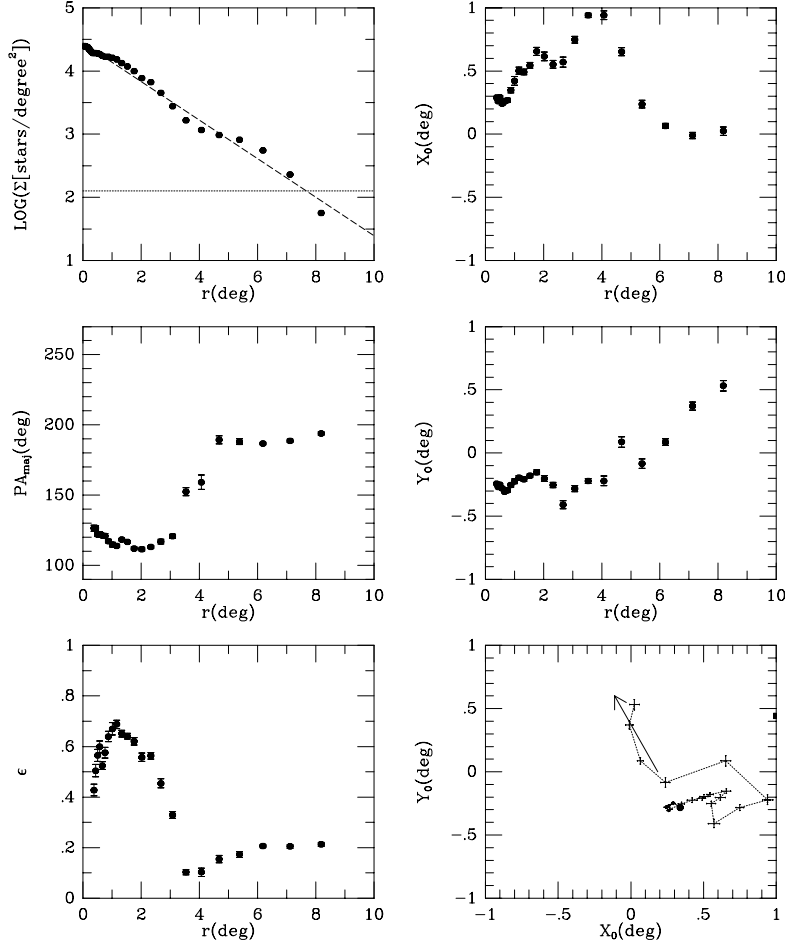 5
4
3
2
1
LOG(Σ[stars/degree²])
0 2 4 6 8 10
r(deg)
1
.5
0
−.5
−1
X₀(deg)
0 2 4 6 8 10
r(deg)
250
200
150
100
PAmaj(deg)
0 2 4 6 8 10
r(deg)
1
.5
0
−.5
−1
Y₀(deg)
0 2 4 6 8 10
r(deg)
1
.8
.6
.4
.2
0
ϵ
0 2 4 6 8 10
r(deg)
1
.5
0
−.5
−1
Y₀(deg)
−1 −.5 0 .5 1
X₀(deg)